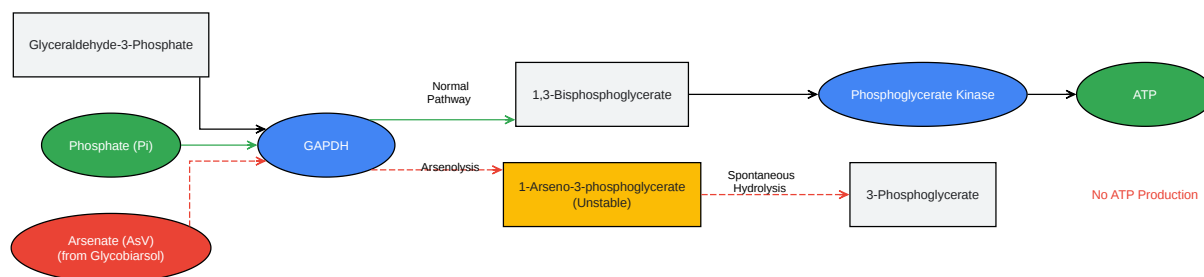 Glyceraldehyde-3-Phosphate
Normal
Pathway
1,3-Bisphosphoglycerate
Phosphoglycerate Kinase
ATP
Phosphate (Pi)
GAPDH
Arsenolysis
1-Arseno-3-phosphoglycerate
(Unstable)
Spontaneous
Hydrolysis
3-Phosphoglycerate
No ATP Production
Arsenate (AsV)
(from Glycobiarsol)